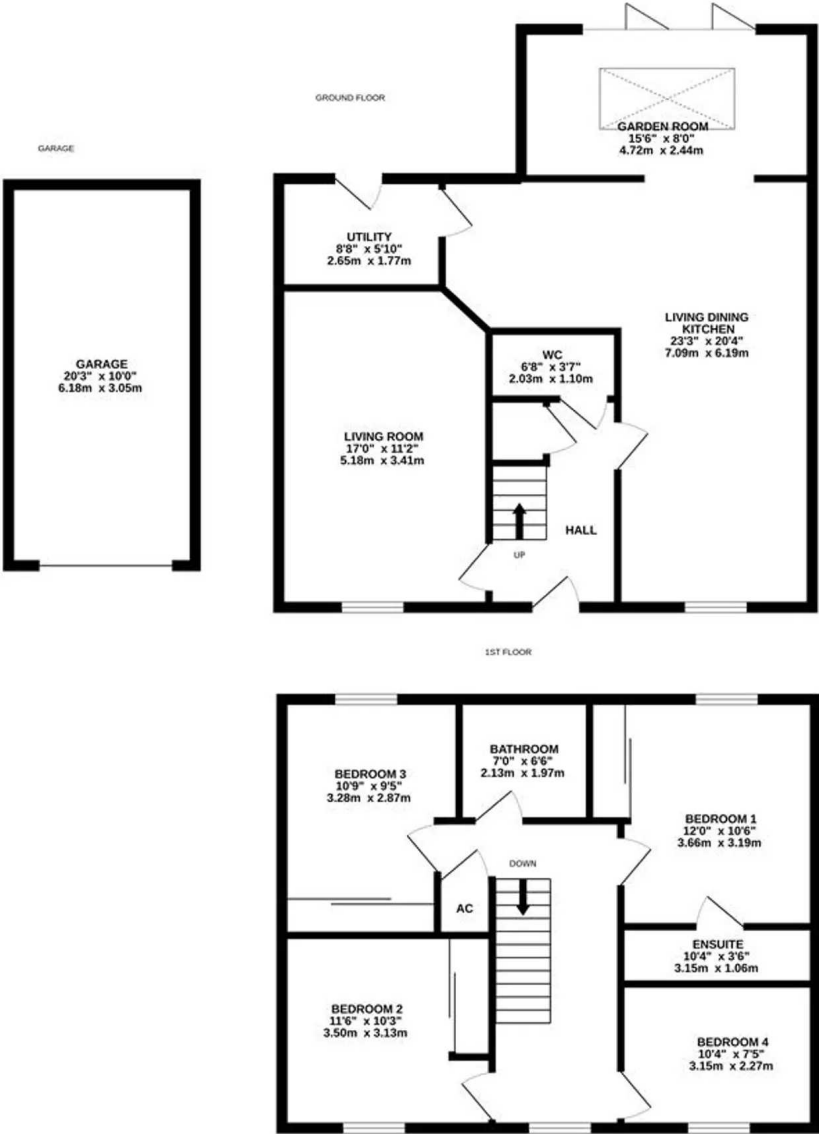 GROUND FLOOR
GARDEN ROOM
15'6" x 8'0"
4.72m x 2.44m
GARAGE
UTILITY
8'8" x 5'10"
2.65m x 1.77m
LIVING DINING
KITCHEN
23'3" x 20'4"
7.09m x 6.19m
WC
6'8" x 3'7"
2.03m x 1.10m
GARAGE
20'3" x 10'0"
6.18m x 3.05m
LIVING ROOM
17'0" x 11'2"
5.18m x 3.41m
HALL
UP
1ST FLOOR
BATHROOM
7'0" x 6'6"
2.13m x 1.97m
BEDROOM 3
10'9" x 9'5"
3.28m x 2.87m
BEDROOM 1
12'0" x 10'6"
3.66m x 3.19m
DOWN
AC
ENSUITE
10'4" x 3'6"
3.15m x 1.06m
BEDROOM 2
11'6" x 10'3"
3.50m x 3.13m
BEDROOM 4
10'4" x 7'5"
3.15m x 2.27m